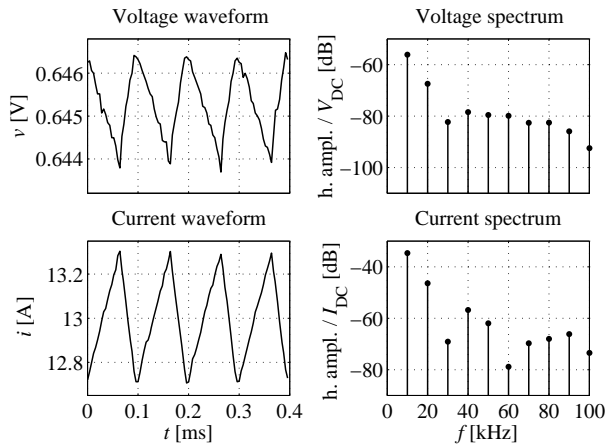 Voltage waveform
v [V]
0.646
0.645
0.644
Voltage spectrum
h. ampl. / VDC [dB]
−60
−80
−100
Current waveform
i [A]
13.2
13
12.8
0 0.1 0.2 0.3 0.4
t [ms]
Current spectrum
h. ampl. / IDC [dB]
−40
−60
−80
0 20 40 60 80 100
f [kHz]